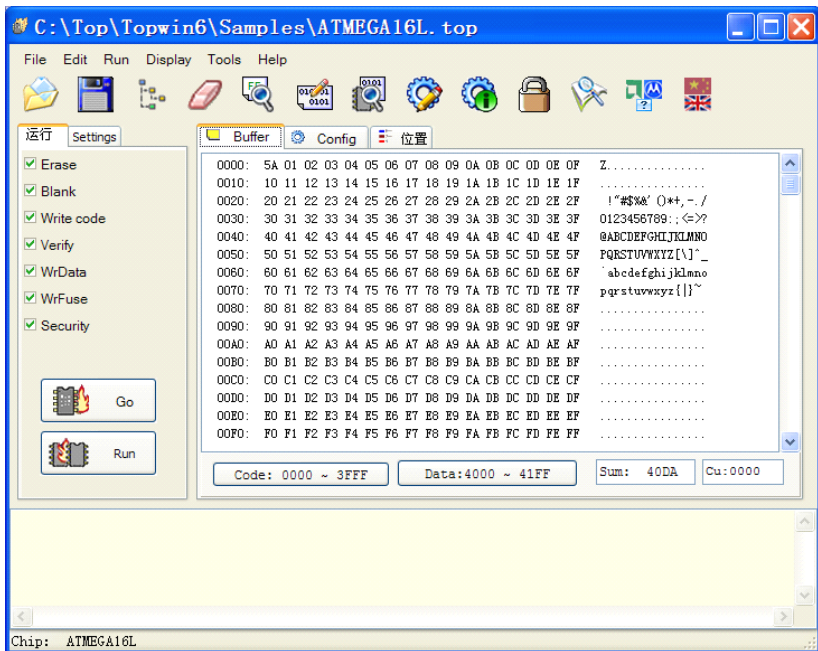 C:\Top\Topwin6\Samples\ATMEGA16L.top
File Edit Run Display Tools Help
运行 Settings
Buffer Config 位置
Erase
Blank
Write code
Verify
WrData
WrFuse
Security
Go
Run
0000: 5A 01 02 03 04 05 06 07 08 09 0A 0B 0C 0D 0E 0F Z...............
0010: 10 11 12 13 14 15 16 17 18 19 1A 1B 1C 1D 1E 1F ................
0020: 20 21 22 23 24 25 26 27 28 29 2A 2B 2C 2D 2E 2F  !"#$%&'()*+,-./
0030: 30 31 32 33 34 35 36 37 38 39 3A 3B 3C 3D 3E 3F 0123456789:;<=>?
0040: 40 41 42 43 44 45 46 47 48 49 4A 4B 4C 4D 4E 4F @ABCDEFGHIJKLMNO
0050: 50 51 52 53 54 55 56 57 58 59 5A 5B 5C 5D 5E 5F PQRSTUVWXYZ[\]^_
0060: 60 61 62 63 64 65 66 67 68 69 6A 6B 6C 6D 6E 6F `abcdefghijklmno
0070: 70 71 72 73 74 75 76 77 78 79 7A 7B 7C 7D 7E 7F pqrstuvwxyz{|}~
0080: 80 81 82 83 84 85 86 87 88 89 8A 8B 8C 8D 8E 8F ................
0090: 90 91 92 93 94 95 96 97 98 99 9A 9B 9C 9D 9E 9F ................
00A0: A0 A1 A2 A3 A4 A5 A6 A7 A8 A9 AA AB AC AD AE AF ................
00B0: B0 B1 B2 B3 B4 B5 B6 B7 B8 B9 BA BB BC BD BE BF ................
00C0: C0 C1 C2 C3 C4 C5 C6 C7 C8 C9 CA CB CC CD CE CF ................
00D0: D0 D1 D2 D3 D4 D5 D6 D7 D8 D9 DA DB DC DD DE DF ................
00E0: E0 E1 E2 E3 E4 E5 E6 E7 E8 E9 EA EB EC ED EE EF ................
00F0: F0 F1 F2 F3 F4 F5 F6 F7 F8 F9 FA FB FC FD FE FF ................
Code: 0000 ~ 3FFF Data:4000 ~ 41FF Sum: 40DA Cu:0000
Chip: ATMEGA16L